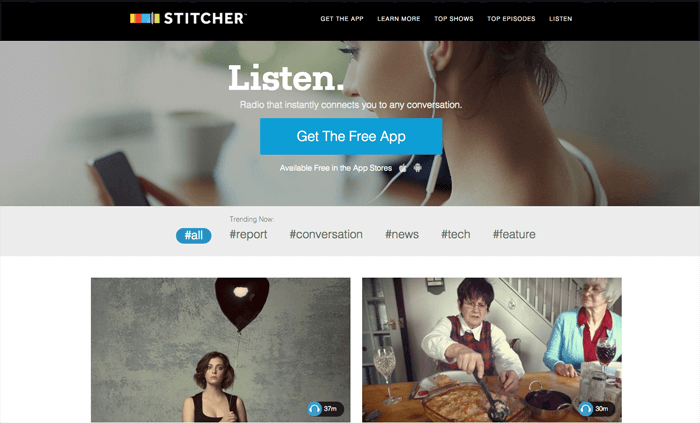 STITCHER™
GET THE APP
LEARN MORE
TOP SHOWS
TOP EPISODES
LISTEN
Listen.
Radio that instantly connects you to any conversation.
Get The Free App
Available Free in the App Stores
Trending Now:
#all
#report
#conversation
#news
#tech
#feature
37m
30m